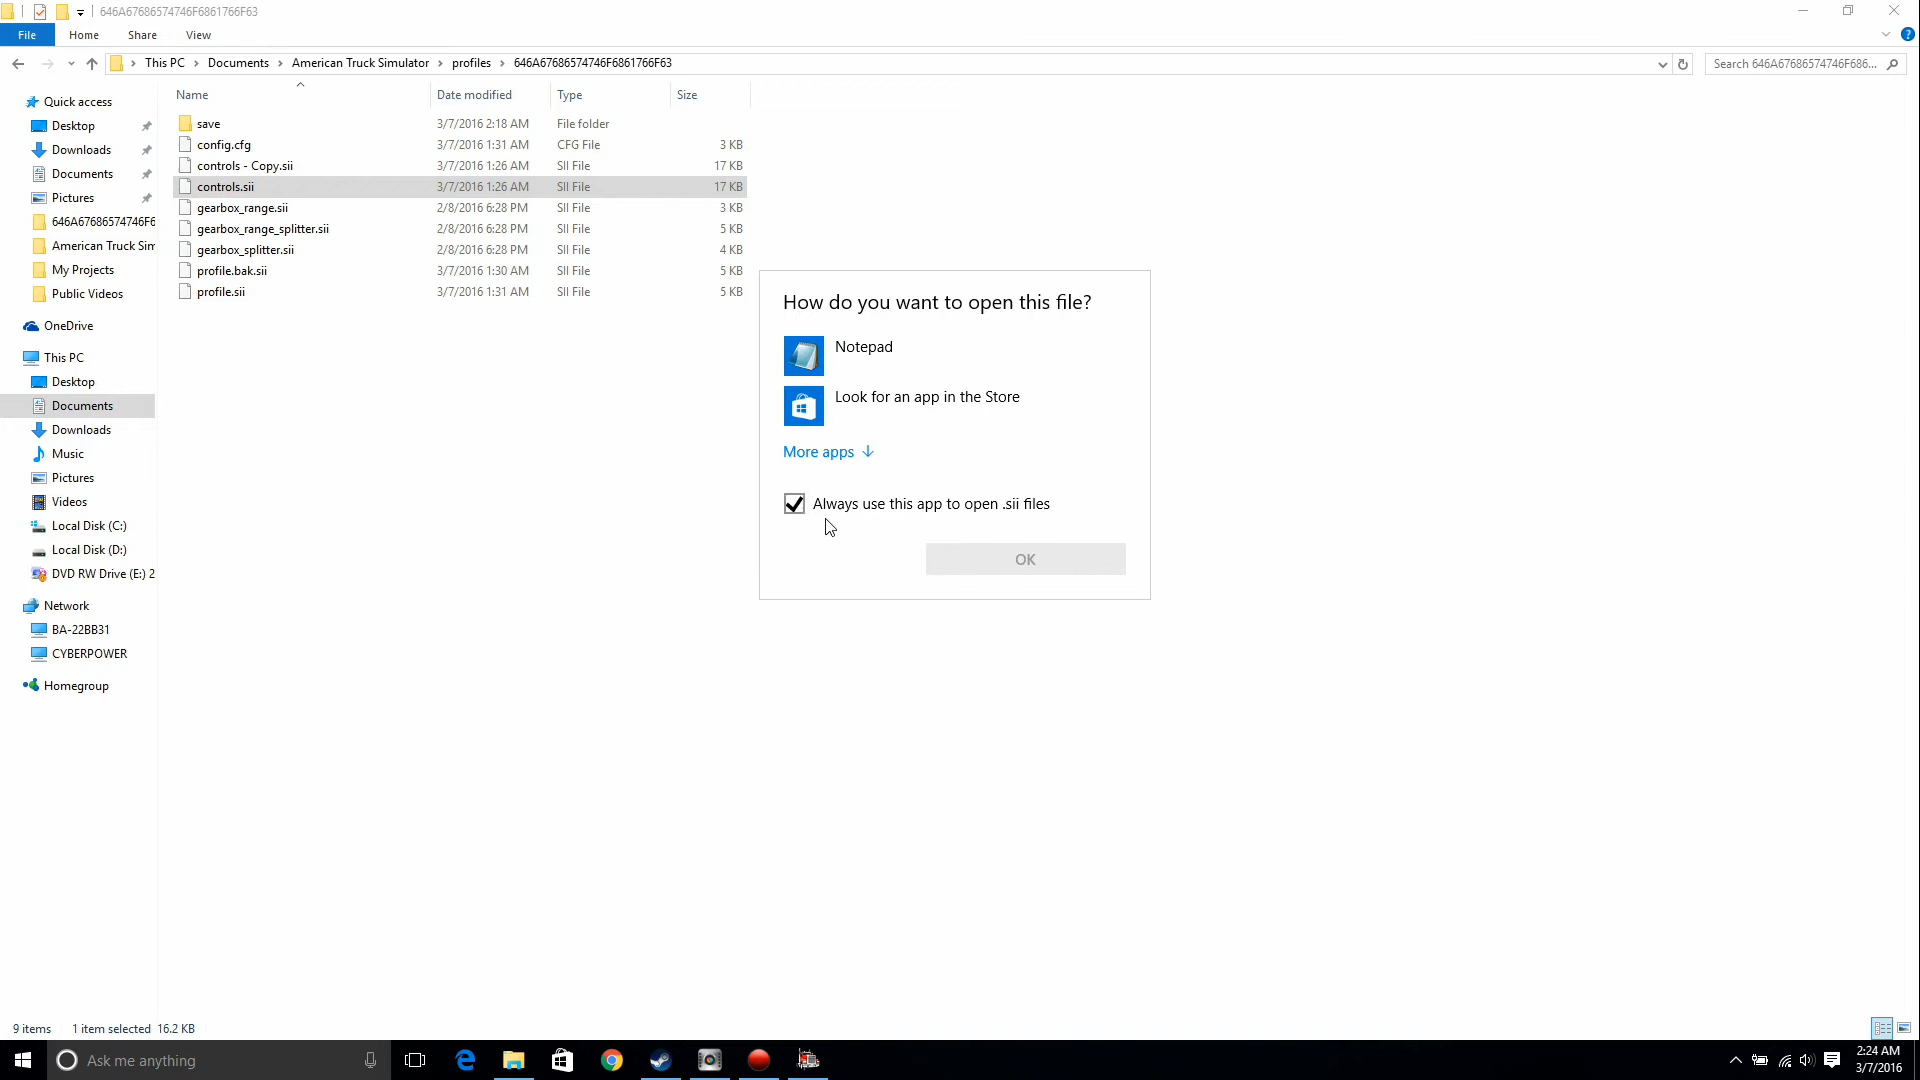 646A67686574746F6861766F63
File Home Share View
This PC > Documents > American Truck Simulator > profiles > 646A67686574746F6861766F63
Search 646A67686574746F686...
Name Date modified Type Size
save 3/7/2016 2:18 AM File folder
config.cfg 3/7/2016 1:31 AM CFG File 3 KB
controls - Copy.sii 3/7/2016 1:26 AM SII File 17 KB
controls.sii 3/7/2016 1:26 AM SII File 17 KB
gearbox_range.sii 2/8/2016 6:28 PM SII File 3 KB
gearbox_range_splitter.sii 2/8/2016 6:28 PM SII File 5 KB
gearbox_splitter.sii 2/8/2016 6:28 PM SII File 4 KB
profile.bak.sii 3/7/2016 1:30 AM SII File 5 KB
profile.sii 3/7/2016 1:31 AM SII File 5 KB
Quick access
Desktop
Downloads
Documents
Pictures
646A67686574746F6
American Truck Sim
My Projects
Public Videos
OneDrive
This PC
Desktop
Documents
Downloads
Music
Pictures
Videos
Local Disk (C:)
Local Disk (D:)
DVD RW Drive (E:) 2
Network
BA-22BB31
CYBERPOWER
Homegroup
How do you want to open this file?
Notepad
Look for an app in the Store
More apps
Always use this app to open .sii files
OK
9 items 1 item selected 16.2 KB
Ask me anything
2:24 AM
3/7/2016